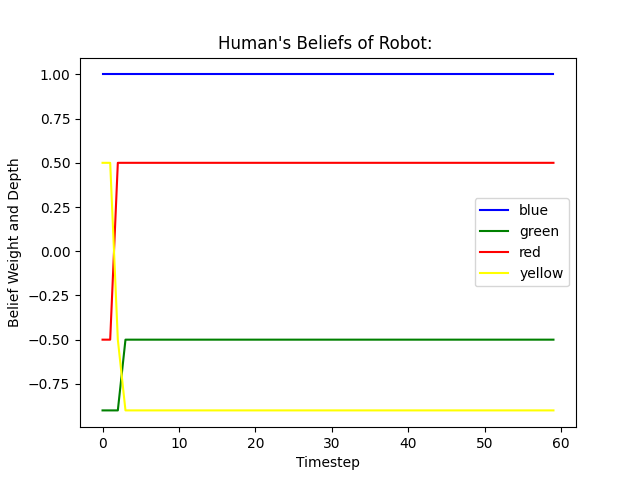 Human's Beliefs of Robot:
1.00
0.75
0.50
0.25
0.00
−0.25
−0.50
−0.75
Belief Weight and Depth
blue
green
red
yellow
0 10 20 30 40 50 60
Timestep